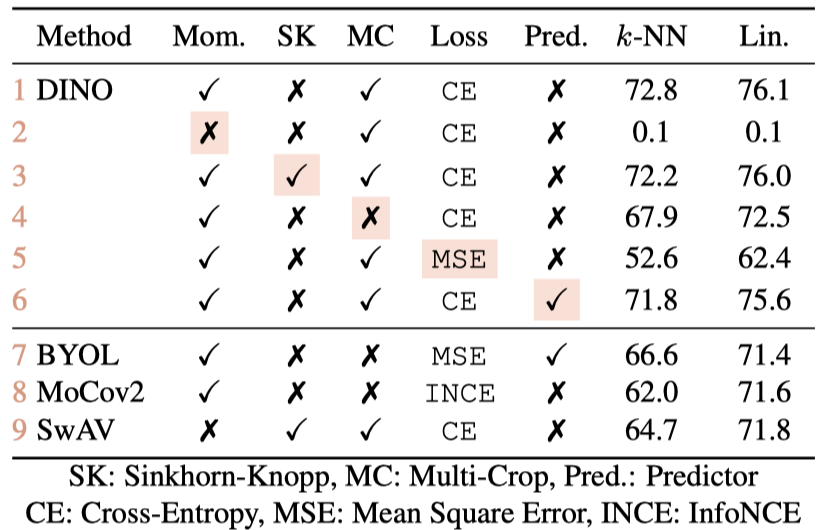 Method Mom. SK MC Loss Pred. k-NN Lin.
1 DINO ✓ ✗ ✓ CE ✗ 72.8 76.1
2 ✗ ✗ ✓ CE ✗ 0.1 0.1
3 ✓ ✓ ✓ CE ✗ 72.2 76.0
4 ✓ ✗ ✗ CE ✗ 67.9 72.5
5 ✓ ✗ ✓ MSE ✗ 52.6 62.4
6 ✓ ✗ ✓ CE ✓ 71.8 75.6
7 BYOL ✓ ✗ ✗ MSE ✓ 66.6 71.4
8 MoCov2 ✓ ✗ ✗ INCE ✗ 62.0 71.6
9 SwAV ✗ ✓ ✓ CE ✗ 64.7 71.8
SK: Sinkhorn-Knopp, MC: Multi-Crop, Pred.: Predictor
CE: Cross-Entropy, MSE: Mean Square Error, INCE: InfoNCE